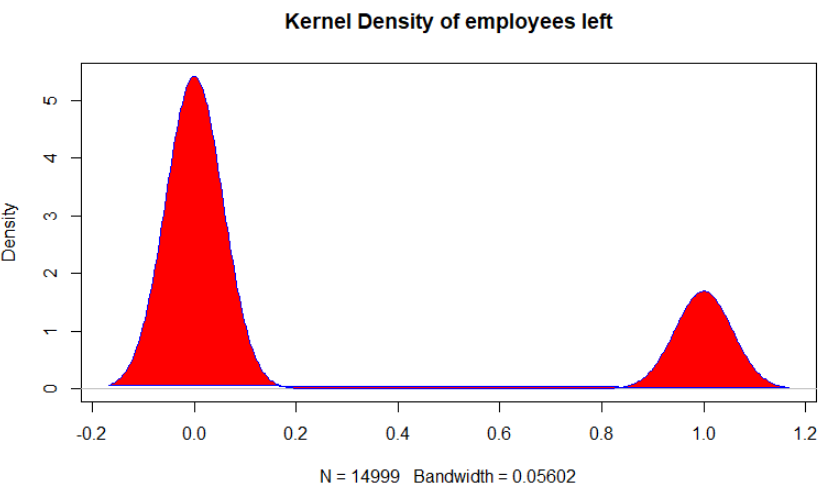 Kernel Density of employees left
5
4
3
2
1
0
Density
-0.2 0.0 0.2 0.4 0.6 0.8 1.0 1.2
N = 14999 Bandwidth = 0.05602